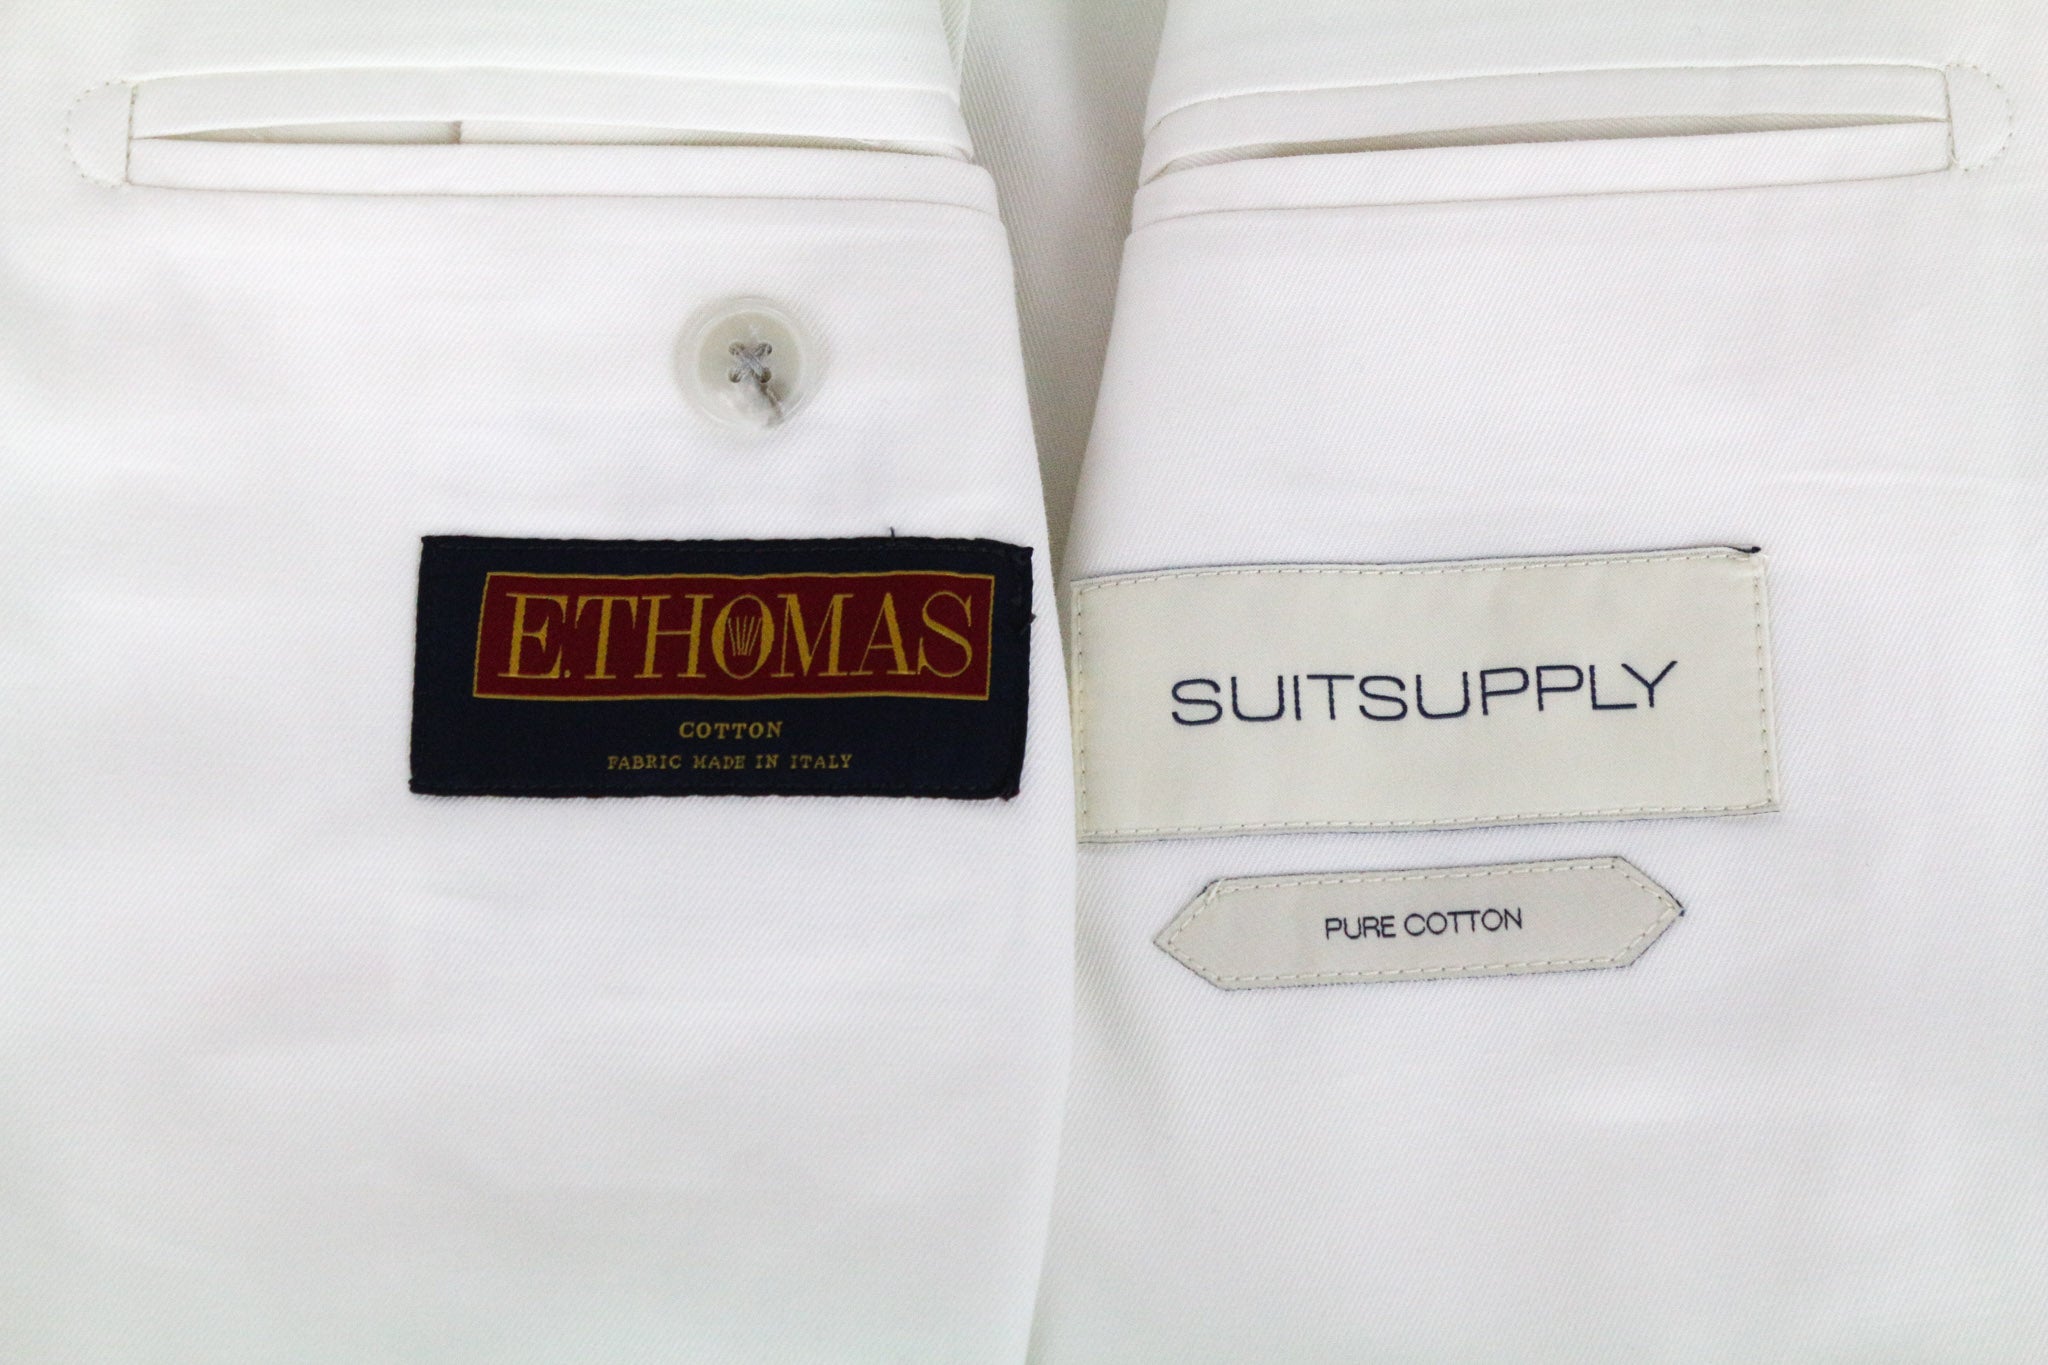 E.THOMAS
COTTON
FABRIC MADE IN ITALY
SUITSUPPLY
PURE COTTON